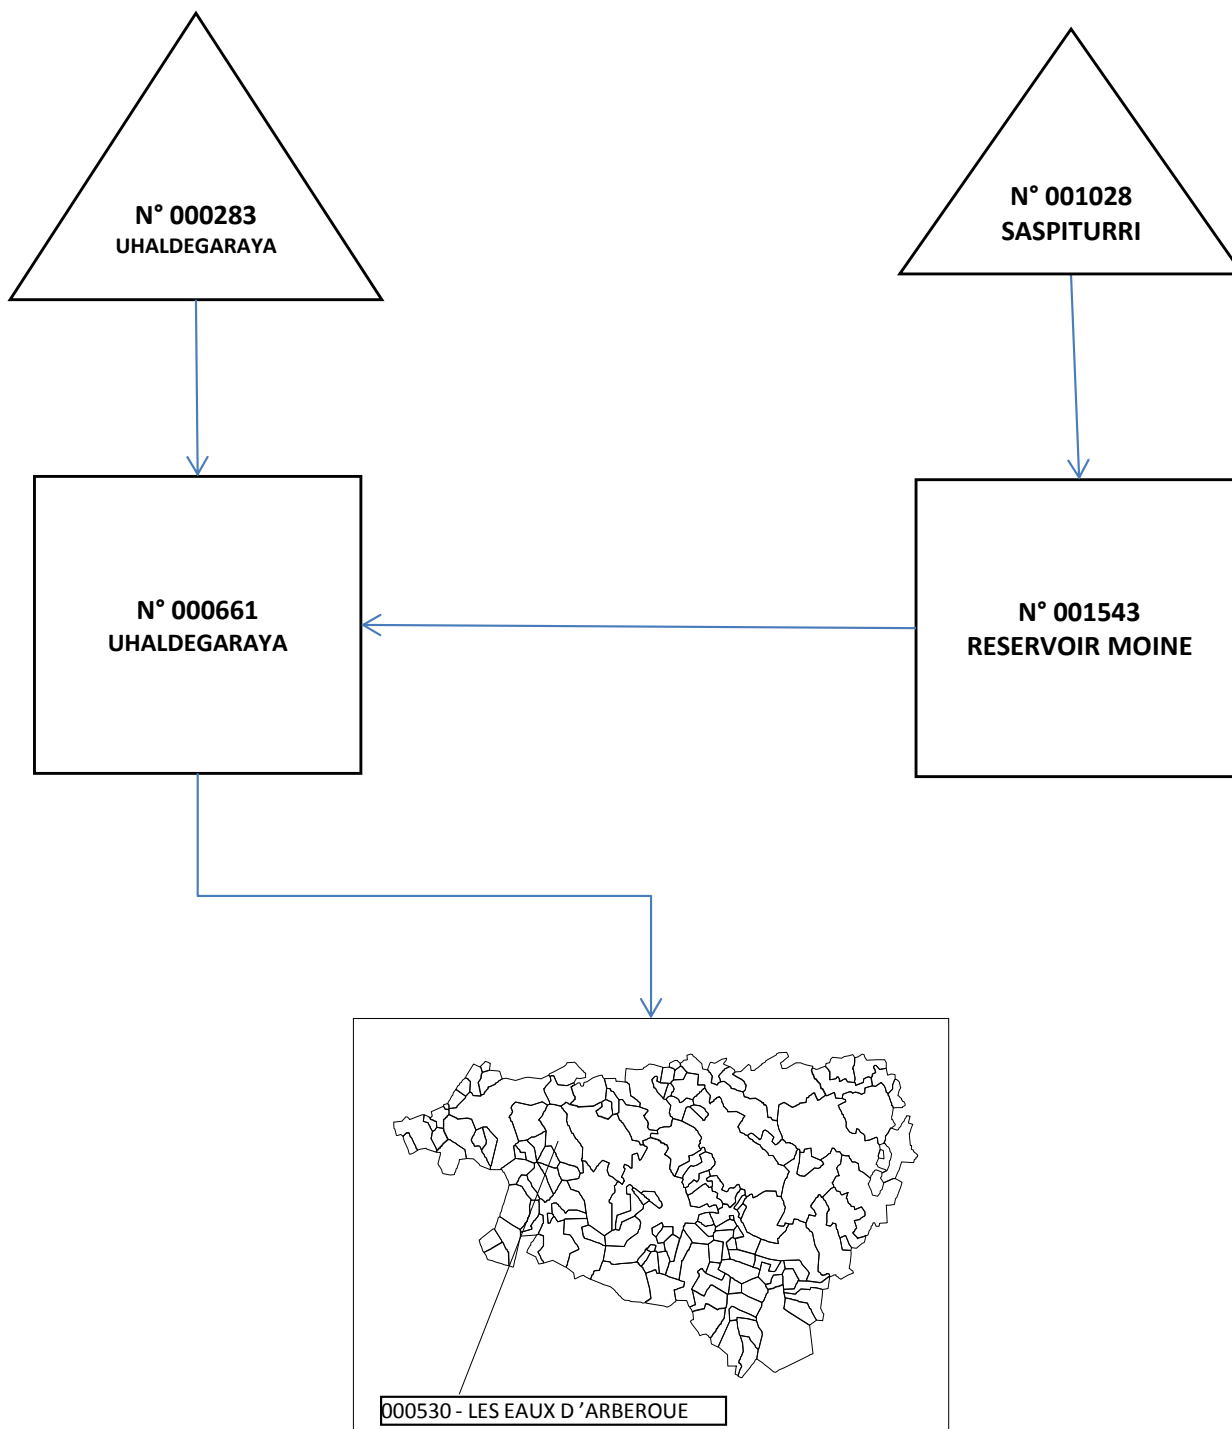 N° 000283
UHALDEGARAYA
N° 001028
SASPITURRI
N° 000661
UHALDEGARAYA
N° 001543
RESERVOIR MOINE
000530 - LES EAUX D ’ARBEROUE